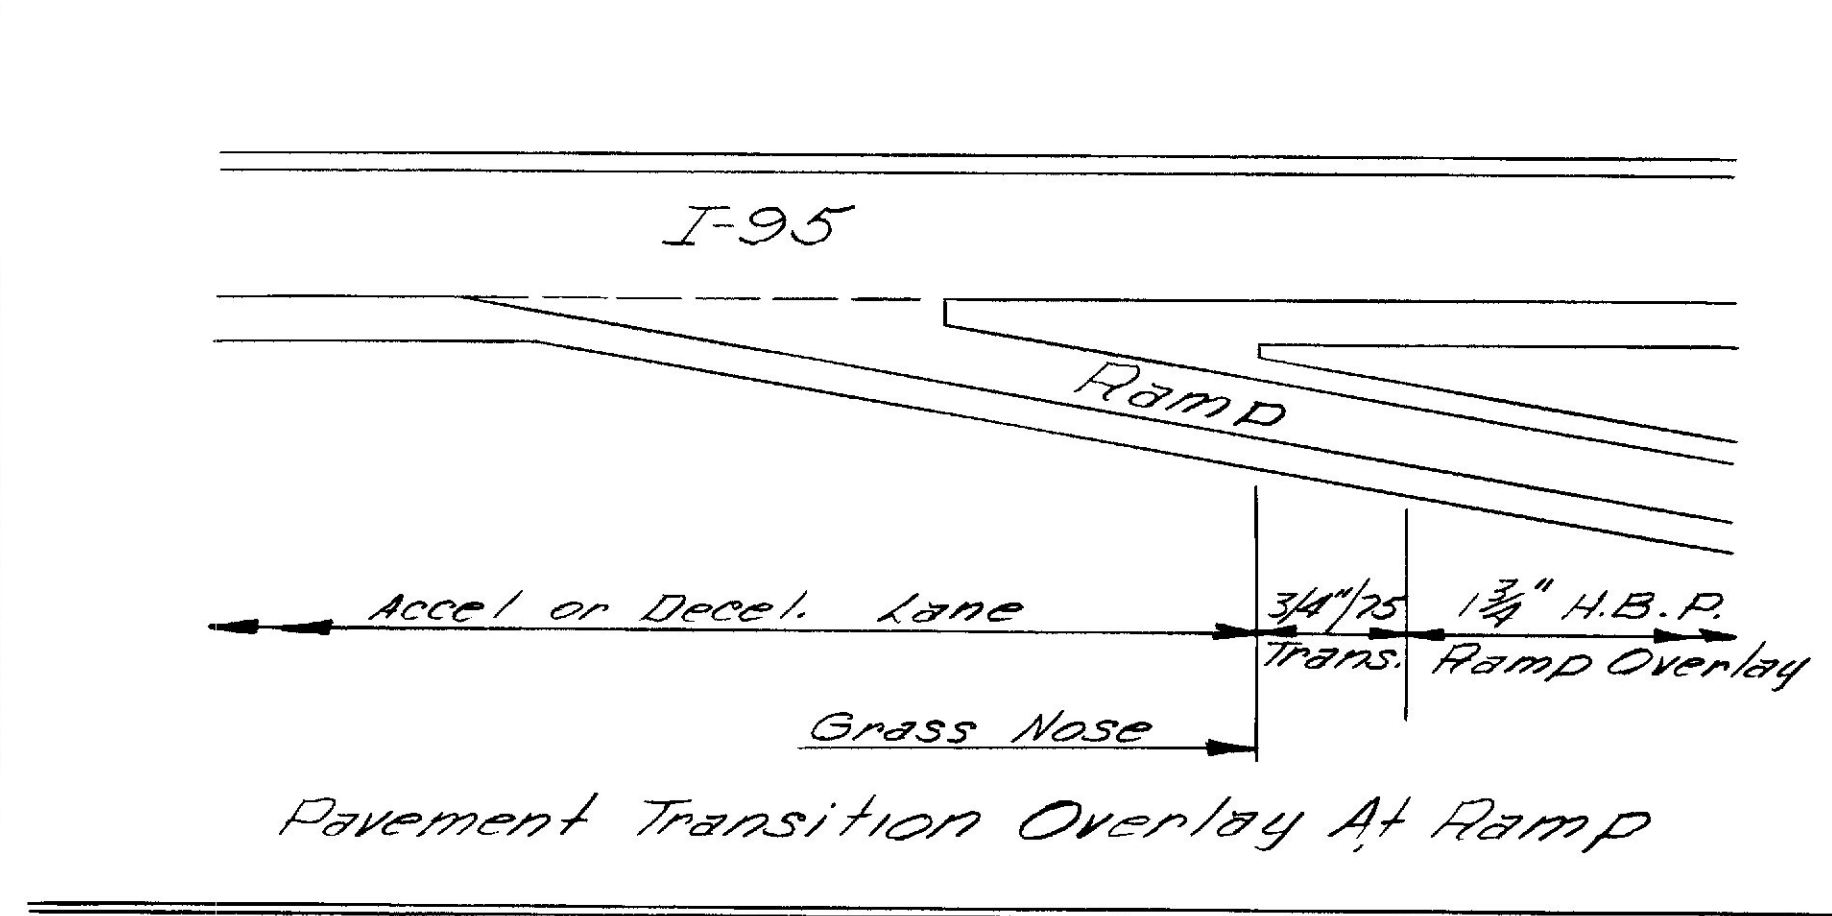 I-95
Ramp
Accel or Decel. Lane
3/4"/75
1 3/4" H.B.P.
Trans.
Ramp Overlay
Grass Nose
Pavement Transition Overlay At Ramp